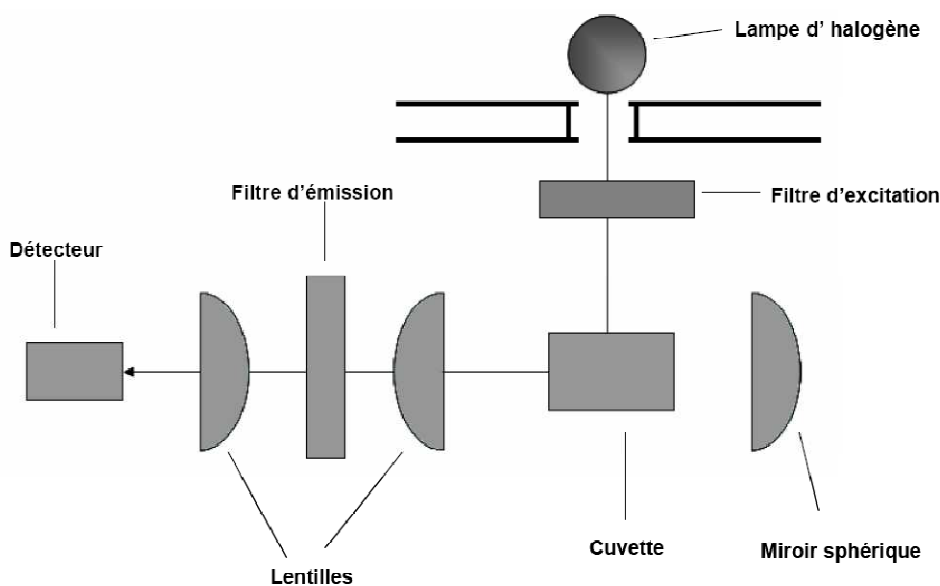 Lampe d' halogène
Filtre d'émission
Filtre d'excitation
Détecteur
Cuvette
Miroir sphérique
Lentilles